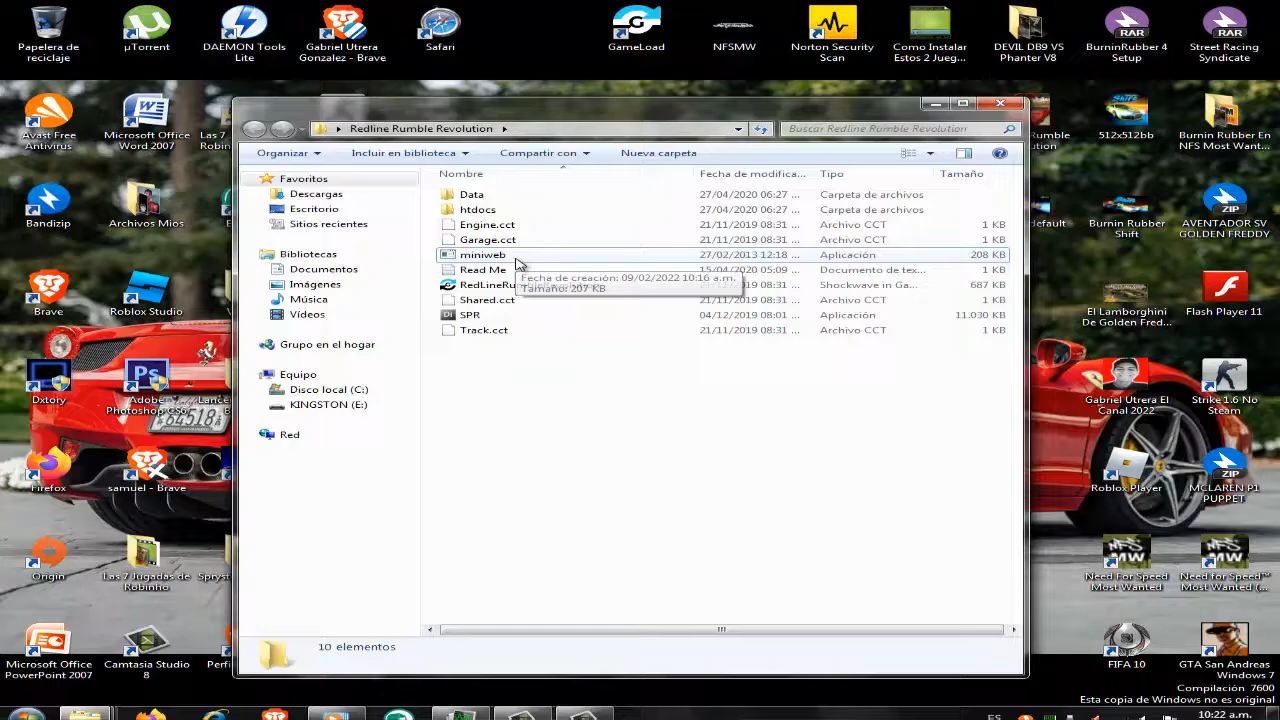 Papelera de
reciclaje
µTorrent
DAEMON Tools
Lite
Gabriel Utrera
Gonzalez - Brave
Safari
GameLoad
NFSMW
Norton Security
Scan
Como Instalar
Estos 2 Jueg...
DEVIL DB9 VS
Phanter V8
BurninRubber 4
Setup
Street Racing
Syndicate
Avast Free
Antivirus
Microsoft Office
Word 2007
Las 7
512x512bb
Burnin Rubber En
NFS Most Want...
Bandizip
Archivos Mios
Burnin Rubber
Shift
AVENTADOR SV
GOLDEN FREDDY
Brave
Roblox Studio
El Lamborghini
De Golden Fred...
Flash Player 11
Dxtory
Adobe
Photoshop CS6
Gabriel Utrera El
Canal 2022
Strike 1.6 No
Steam
Firefox
samuel - Brave
Roblox Player
MCLAREN P1
PUPPET
Origin
Las 7 Jugadas de
Robinho
Need For Speed
Most Wanted
Need for Speed™
Most Wanted (...
Microsoft Office
PowerPoint 2007
Camtasia Studio
8
FIFA 10
GTA San Andreas
Redline Rumble Revolution
Buscar Redline Rumble Revolution
Organizar
Incluir en biblioteca
Compartir con
Nueva carpeta
Nombre
Fecha de modifica...
Tipo
Tamaño
Favoritos
Descargas
Escritorio
Sitios recientes
Bibliotecas
Documentos
Imágenes
Música
Vídeos
Grupo en el hogar
Equipo
Disco local (C:)
KINGSTON (E:)
Red
Data 27/04/2020 06:27 ... Carpeta de archivos
htdocs 27/04/2020 06:27 ... Carpeta de archivos
Engine.cct 21/11/2019 08:31 ... Archivo CCT 1 KB
Garage.cct 21/11/2019 08:31 ... Archivo CCT 1 KB
miniweb 27/02/2013 12:18 ... Aplicación 208 KB
Read Me 15/04/2020 05:09 ... Documento de tex... 1 KB
RedLineRu Shockwave in Ga... 687 KB
Shared.cct 21/11/2019 08:31 ... Archivo CCT 1 KB
SPR 04/12/2019 08:01 ... Aplicación 11.030 KB
Track.cct 21/11/2019 08:31 ... Archivo CCT 1 KB
Fecha de creación: 09/02/2022 10:16 a.m.
Tamaño: 207 KB
10 elementos
Windows 7
Compilación 7600
Esta copia de Windows no es original
ES
10:22 a.m.